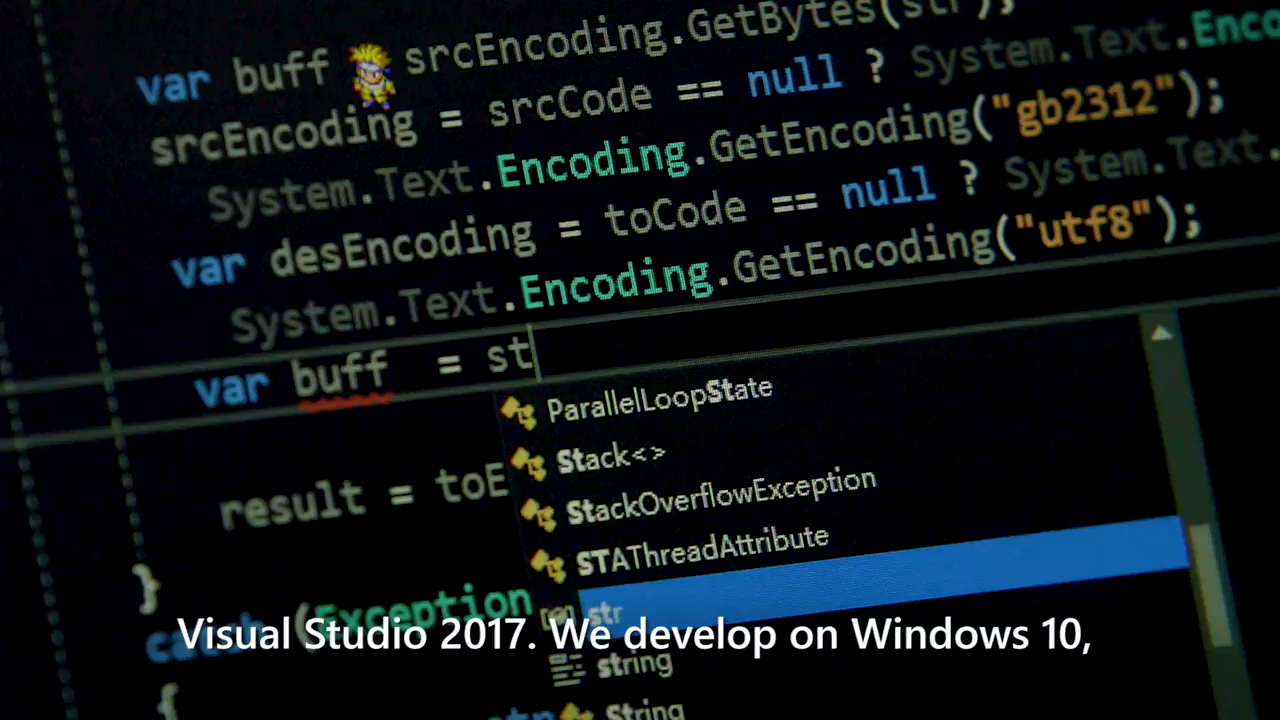 var buff srcEncoding.GetBytes(str);
srcEncoding = srcCode == null ? System.Text.Enco
System.Text.Encoding.GetEncoding("gb2312");
var desEncoding = toCode == null ? System.Text.
System.Text.Encoding.GetEncoding("utf8");
var buff = st
ParallelLoopState
Stack<>
result = toE
StackOverflowException
STAThreadAttribute
}
str
catch (Exception
Visual Studio 2017. We develop on Windows 10,
string
{
String